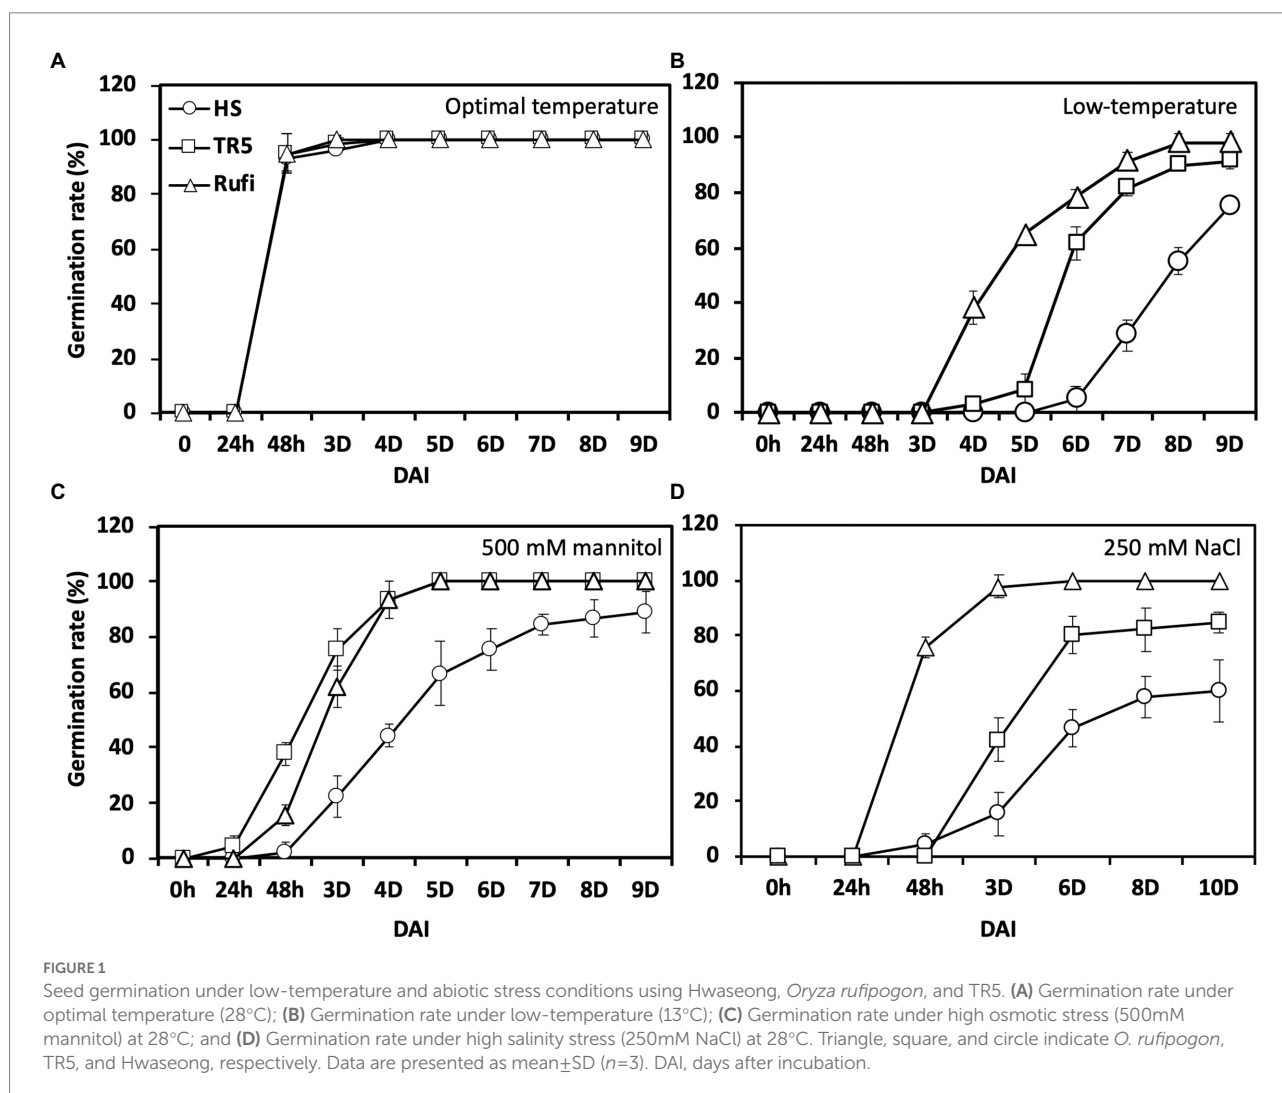 A
B
120
100
80
60
40
20
0
Germination rate (%)
HS
TR5
Rufi
Optimal temperature
0 24h 48h 3D 4D 5D 6D 7D 8D 9D
DAI
120
100
80
60
40
20
0
Low-temperature
0h 24h 48h 3D 4D 5D 6D 7D 8D 9D
DAI
C
D
120
100
80
60
40
20
0
Germination rate (%)
500 mM mannitol
0h 24h 48h 3D 4D 5D 6D 7D 8D 9D
DAI
120
100
80
60
40
20
0
250 mM NaCl
0h 24h 48h 3D 6D 8D 10D
DAI
FIGURE 1
Seed germination under low-temperature and abiotic stress conditions using Hwaseong, Oryza rufipogon, and TR5. (A) Germination rate under
optimal temperature (28°C); (B) Germination rate under low-temperature (13°C); (C) Germination rate under high osmotic stress (500mM
mannitol) at 28°C; and (D) Germination rate under high salinity stress (250mM NaCl) at 28°C. Triangle, square, and circle indicate O. rufipogon,
TR5, and Hwaseong, respectively. Data are presented as mean±SD (n=3). DAI, days after incubation.